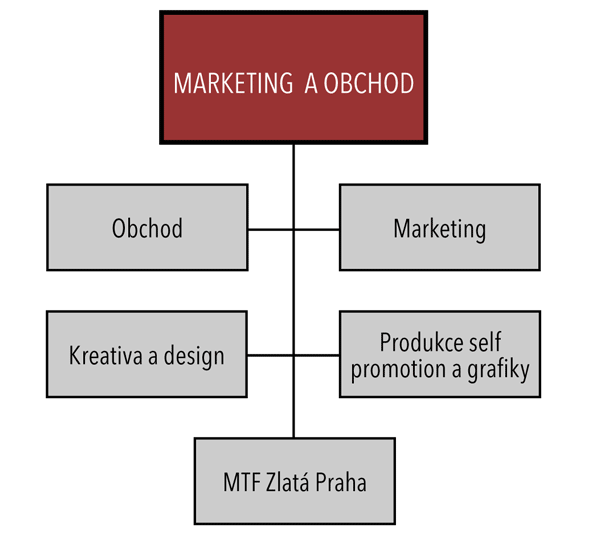 MARKETING A OBCHOD
Obchod
Marketing
Kreativa a design
Produkce self
promotion a grafiky
MTF Zlatá Praha